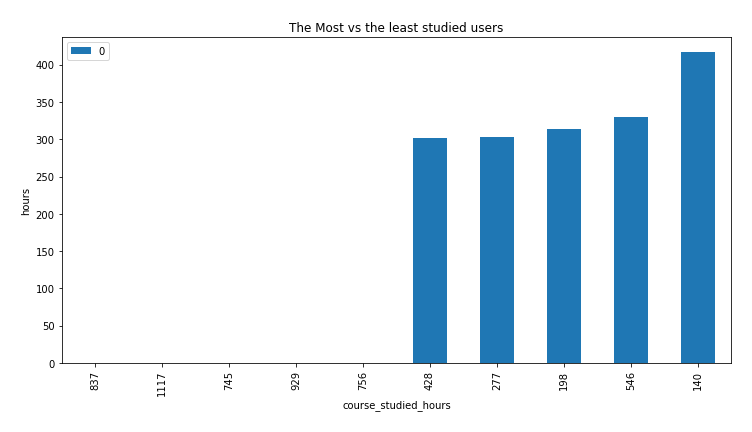 The Most vs the least studied users
0
400
350
300
250
200
150
100
50
0
hours
837 1117 745 929 756 428 277 198 546 140
course_studied_hours